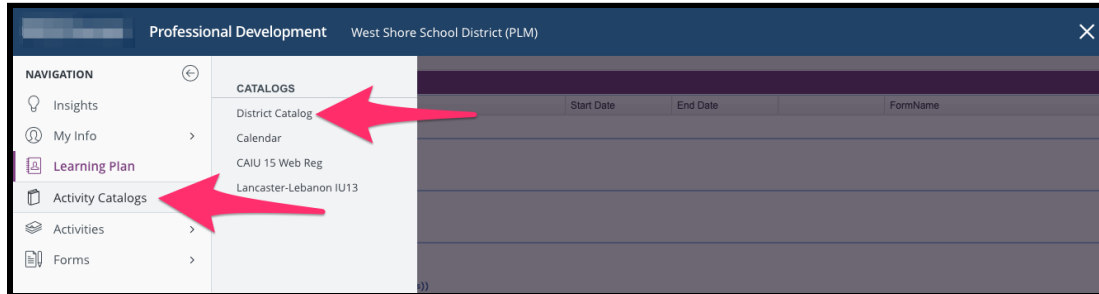 Professional Development West Shore School District (PLM)
NAVIGATION
Insights
My Info
Learning Plan
Activity Catalogs
Activities
Forms
CATALOGS
District Catalog
Calendar
CAIU 15 Web Reg
Lancaster-Lebanon IU13
Start Date End Date FormName
))